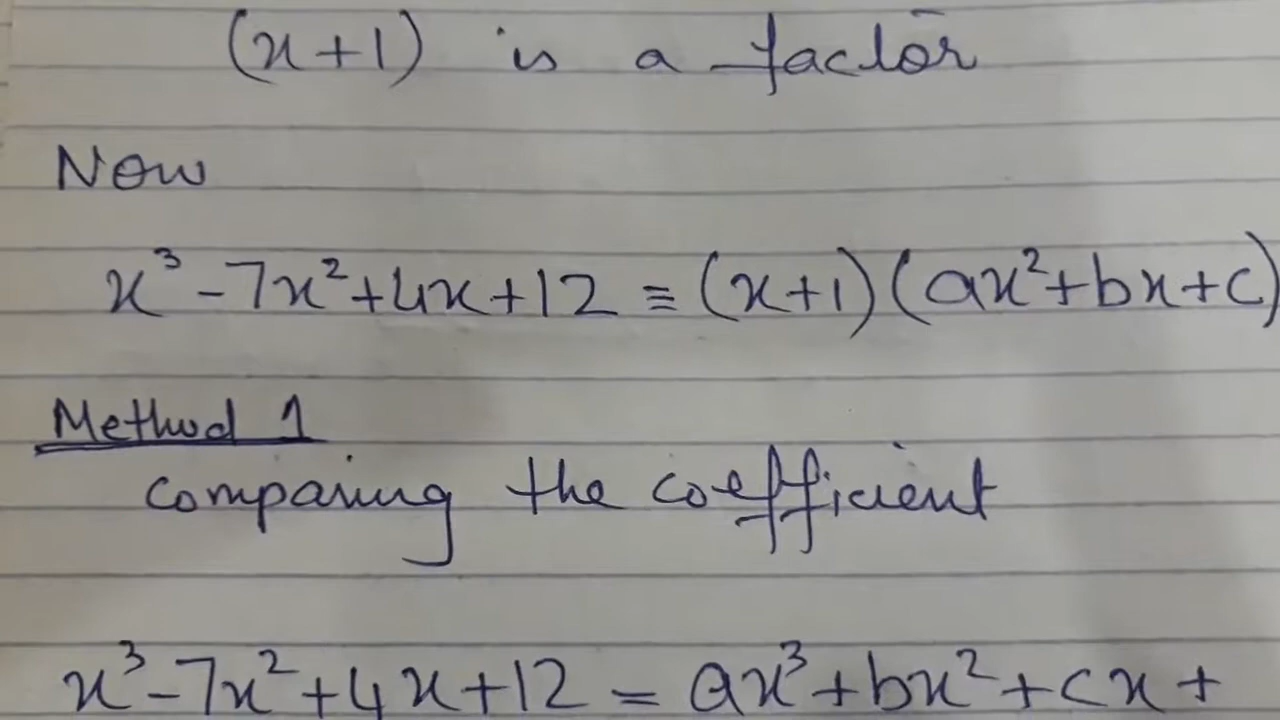 (x+1) is a factor
Now
x³-7x²+4x+12 ≡ (x+1)(ax²+bx+c)
Method 1
comparing the coefficient
x³-7x²+4x+12 = ax³+bx²+cx+